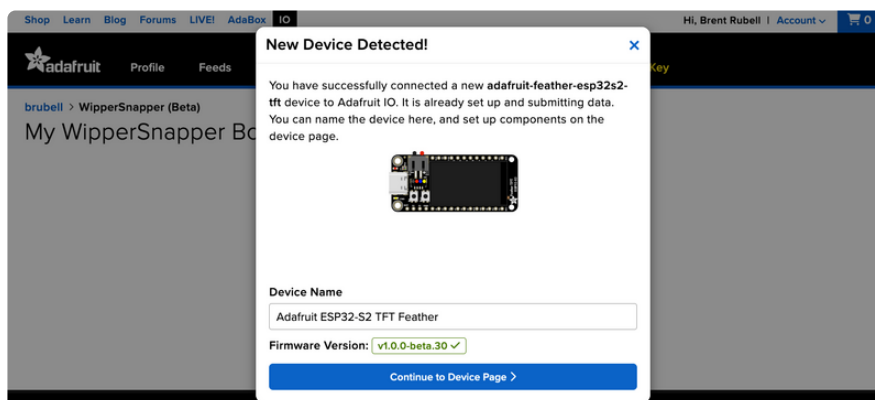 Shop Learn Blog Forums LIVE! AdaBox IO
Hi, Brent Rubell | Account
0
adafruit Profile Feeds
Key
brubell > WipperSnapper (Beta)
My WipperSnapper Bo
New Device Detected!
You have successfully connected a new adafruit-feather-esp32s2-
tft device to Adafruit IO. It is already set up and submitting data.
You can name the device here, and set up components on the
device page.
Device Name
Adafruit ESP32-S2 TFT Feather
Firmware Version: v1.0.0-beta.30 ✓
Continue to Device Page >